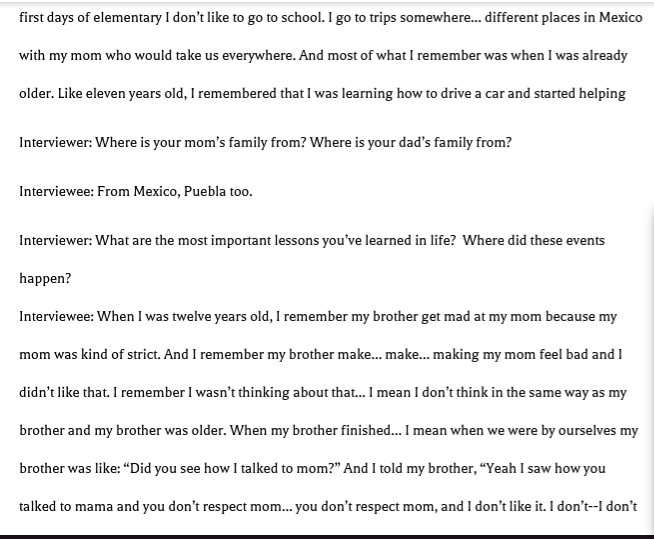 first days of elementary I don’t like to go to school. I go to trips somewhere... different places in Mexico
with my mom who would take us everywhere. And most of what I remember was when I was already
older. Like eleven years old, I remembered that I was learning how to drive a car and started helping
Interviewer: Where is your mom’s family from? Where is your dad’s family from?
Interviewee: From Mexico, Puebla too.
Interviewer: What are the most important lessons you’ve learned in life?  Where did these events
happen?
Interviewee: When I was twelve years old, I remember my brother get mad at my mom because my
mom was kind of strict. And I remember my brother make... make... making my mom feel bad and I
didn’t like that. I remember I wasn’t thinking about that... I mean I don’t think in the same way as my
brother and my brother was older. When my brother finished... I mean when we were by ourselves my
brother was like: “Did you see how I talked to mom?” And I told my brother, “Yeah I saw how you
talked to mama and you don’t respect mom... you don’t respect mom, and I don’t like it. I don’t--I don’t